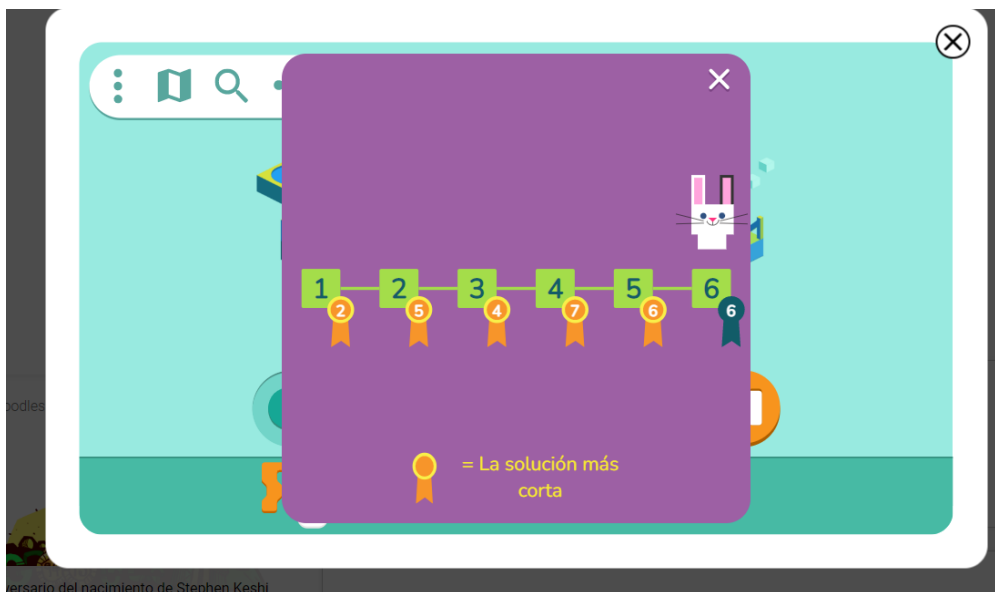 1 2 3 4 5 6
2 5 4 7 6 6
oodles
= La solución más
corta
versario del nacimiento de Stephen Keshi